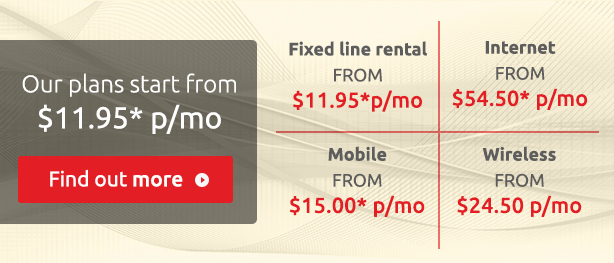 Our plans start from
$11.95* p/mo
Find out more
Fixed line rental
FROM
$11.95*p/mo
Internet
FROM
$54.50* p/mo
Mobile
FROM
$15.00* p/mo
Wireless
FROM
$24.50 p/mo